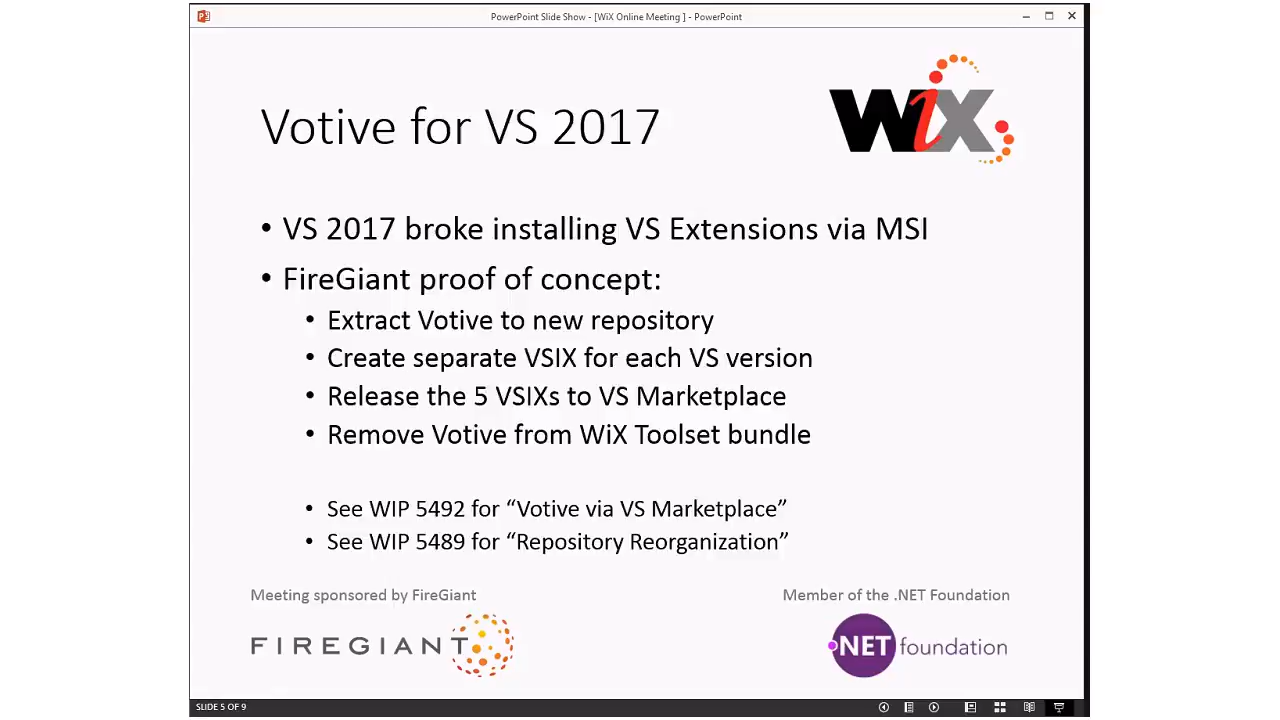 PowerPoint Slide Show - [WiX Online Meeting ] - PowerPoint
WiX
Votive for VS 2017
• VS 2017 broke installing VS Extensions via MSI
• FireGiant proof of concept:
• Extract Votive to new repository
• Create separate VSIX for each VS version
• Release the 5 VSIXs to VS Marketplace
• Remove Votive from WiX Toolset bundle
• See WIP 5492 for “Votive via VS Marketplace”
• See WIP 5489 for “Repository Reorganization”
Meeting sponsored by FireGiant
Member of the .NET Foundation
FIREGIANT
.NET foundation
SLIDE 5 OF 9